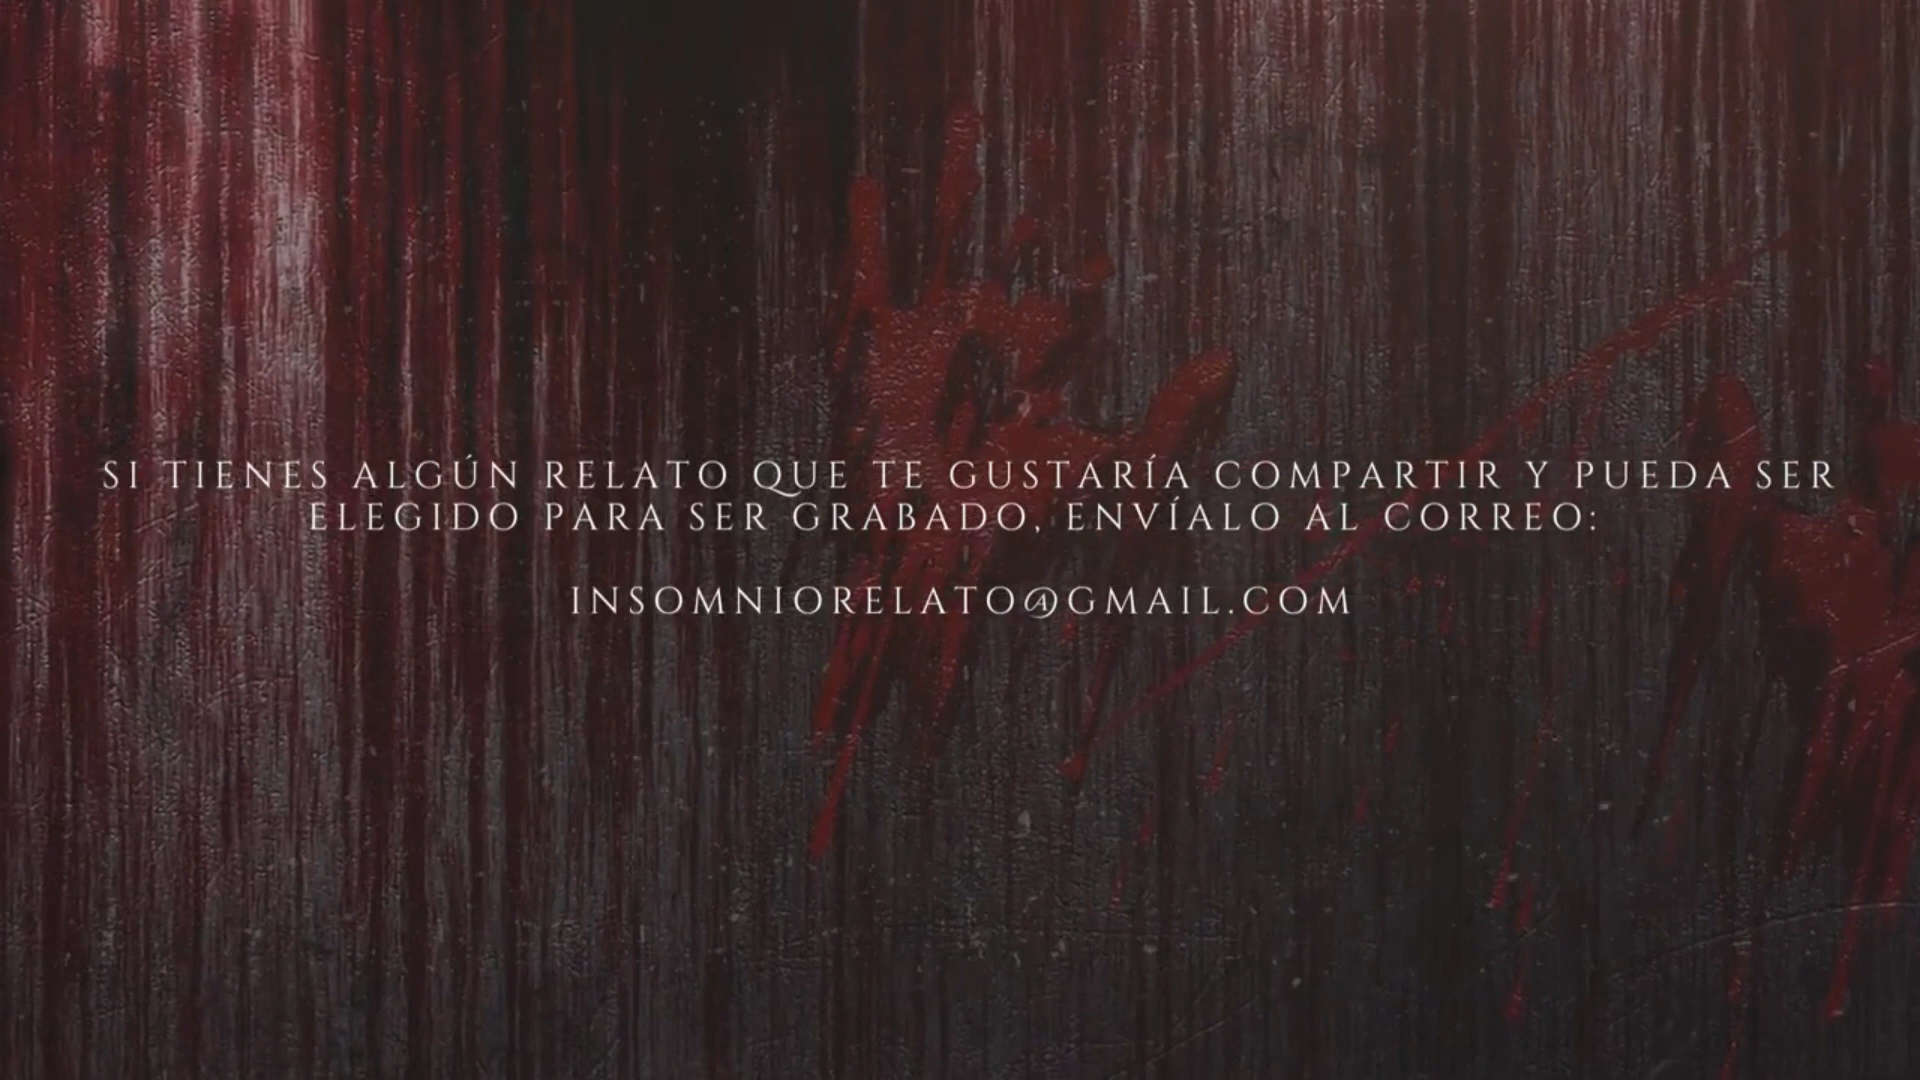 SI TIENES ALGÚN RELATO QUE TE GUSTARÍA COMPARTIR Y PUEDA SER
ELEGIDO PARA SER GRABADO, ENVÍALO AL CORREO:
INSOMNIORELATO@GMAIL.COM